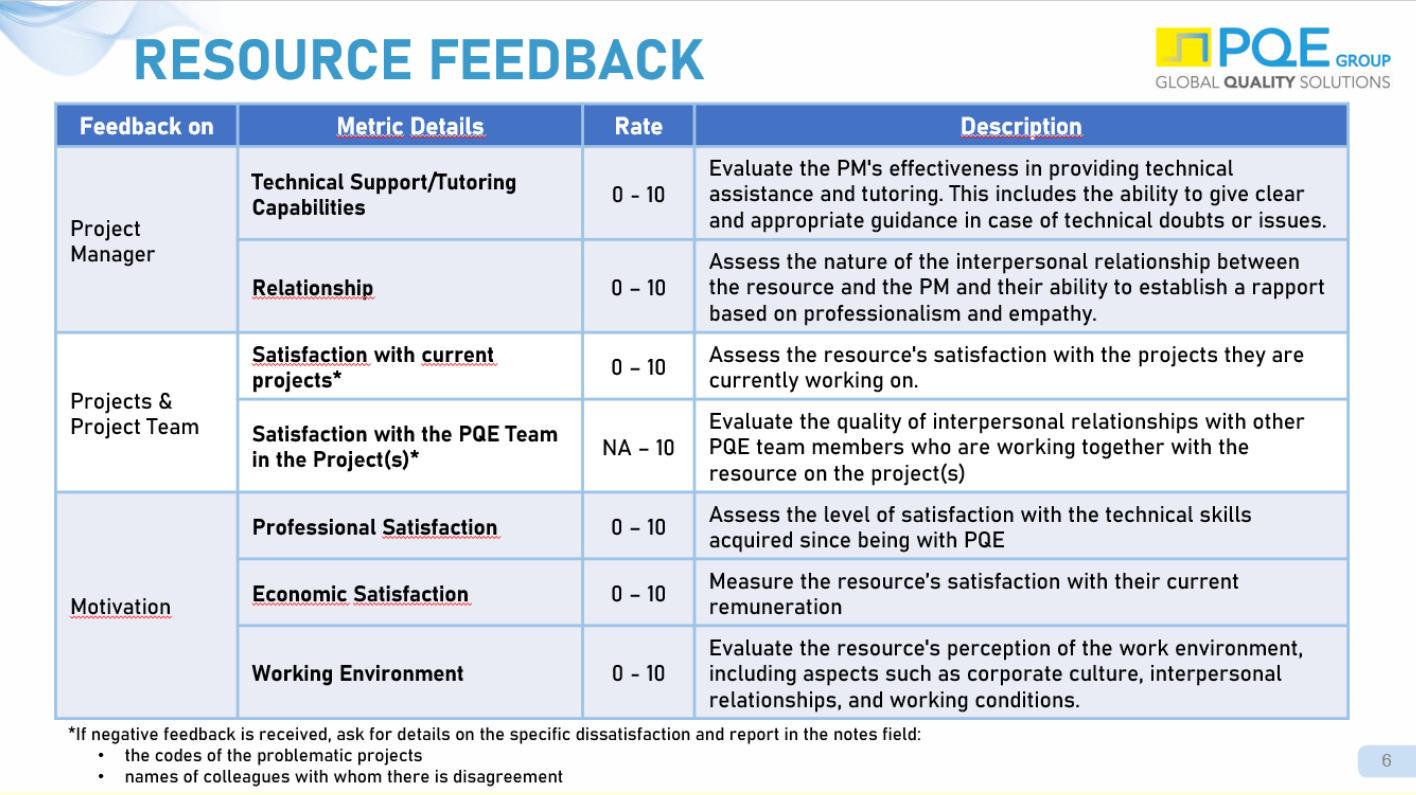 RESOURCE FEEDBACK
PQE GROUP
GLOBAL QUALITY SOLUTIONS
Feedback on
Metric Details
Rate
Description
Project
Manager
Technical Support/Tutoring
Capabilities
0 - 10
Evaluate the PM's effectiveness in providing technical
assistance and tutoring. This includes the ability to give clear
and appropriate guidance in case of technical doubts or issues.
Relationship
0 – 10
Assess the nature of the interpersonal relationship between
the resource and the PM and their ability to establish a rapport
based on professionalism and empathy.
Projects &
Project Team
Satisfaction with current
projects*
0 – 10
Assess the resource's satisfaction with the projects they are
currently working on.
Satisfaction with the PQE Team
in the Project(s)*
NA – 10
Evaluate the quality of interpersonal relationships with other
PQE team members who are working together with the
resource on the project(s)
Motivation
Professional Satisfaction
0 – 10
Assess the level of satisfaction with the technical skills
acquired since being with PQE
Economic Satisfaction
0 – 10
Measure the resource’s satisfaction with their current
remuneration
Working Environment
0 - 10
Evaluate the resource's perception of the work environment,
including aspects such as corporate culture, interpersonal
relationships, and working conditions.
*If negative feedback is received, ask for details on the specific dissatisfaction and report in the notes field:
• the codes of the problematic projects
• names of colleagues with whom there is disagreement
6